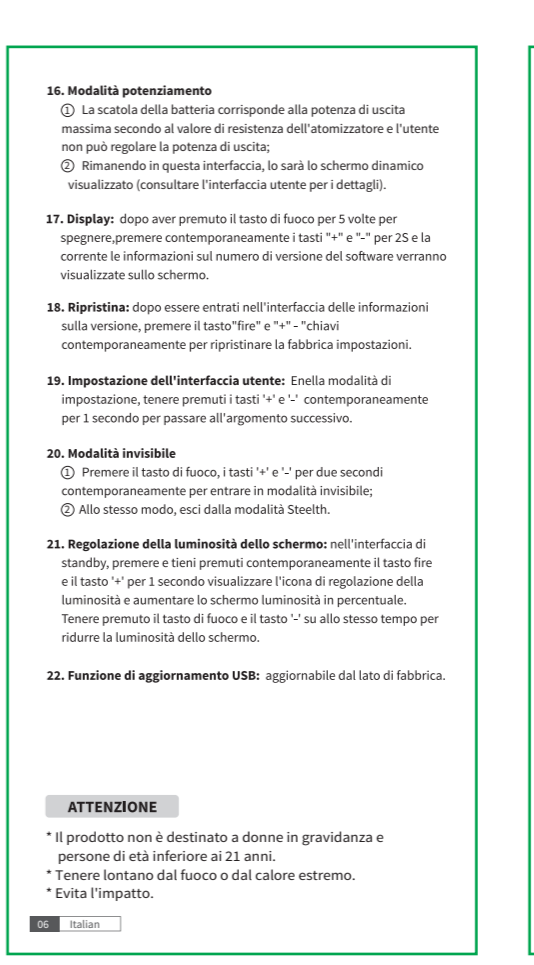 16. Modalità potenziamento
① La scatola della batteria corrisponde alla potenza di uscita
massima secondo al valore di resistenza dell'atomizzatore e l'utente
non può regolare la potenza di uscita;
② Rimanendo in questa interfaccia, lo sarà lo schermo dinamico
visualizzato (consultare l'interfaccia utente per i dettagli).
17. Display: dopo aver premuto il tasto di fuoco per 5 volte per
spegnere,premere contemporaneamente i tasti "+" e "-" per 2S e la
corrente le informazioni sul numero di versione del software verranno
visualizzate sullo schermo.
18. Ripristina: dopo essere entrati nell'interfaccia delle informazioni
sulla versione, premere il tasto"fire" e "+" - "chiavi
contemporaneamente per ripristinare la fabbrica impostazioni.
19. Impostazione dell'interfaccia utente: Enella modalità di
impostazione, tenere premuti i tasti '+' e '-' contemporaneamente
per 1 secondo per passare all'argomento successivo.
20. Modalità invisibile
① Premere il tasto di fuoco, i tasti '+' e '-' per due secondi
contemporaneamente per entrare in modalità invisibile;
② Allo stesso modo, esci dalla modalità Steelth.
21. Regolazione della luminosità dello schermo: nell'interfaccia di
standby, premere e tieni premuti contemporaneamente il tasto fire
e il tasto '+' per 1 secondo visualizzare l'icona di regolazione della
luminosità e aumentare lo schermo luminosità in percentuale.
Tenere premuto il tasto di fuoco e il tasto '-' su allo stesso tempo per
ridurre la luminosità dello schermo.
22. Funzione di aggiornamento USB: aggiornabile dal lato di fabbrica.
ATTENZIONE
* Il prodotto non è destinato a donne in gravidanza e
persone di età inferiore ai 21 anni.
* Tenere lontano dal fuoco o dal calore estremo.
* Evita l'impatto.
06 Italian